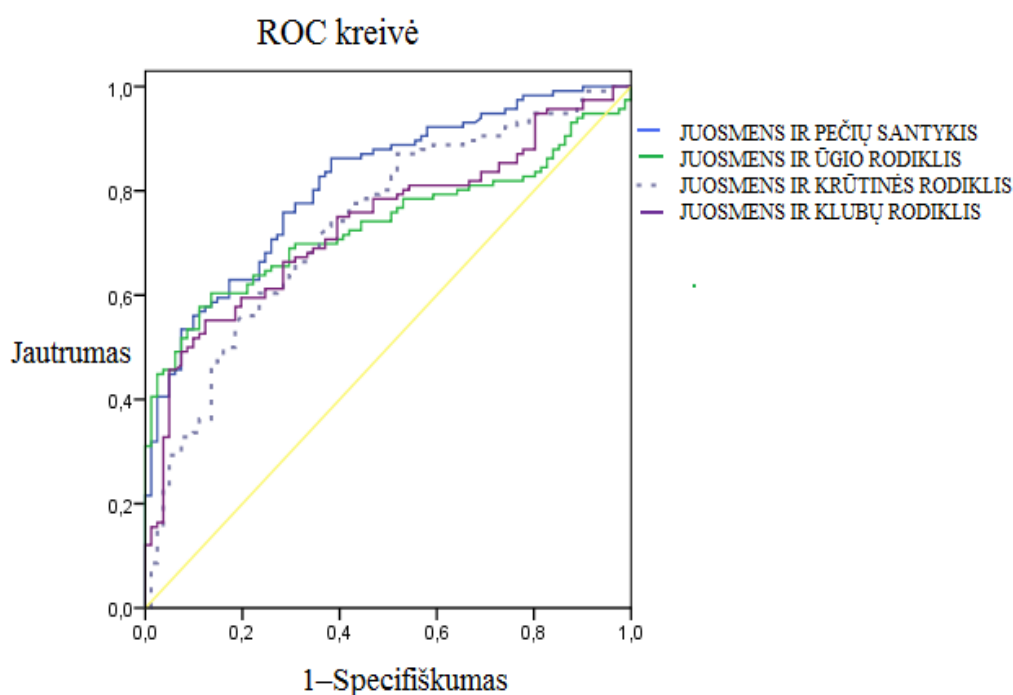 ROC kreivė
1,0
0,8
0,6
0,4
0,2
0,0
Jautrumas
0,0 0,2 0,4 0,6 0,8 1,0
1–Specifiškumas
JUOSMENS IR PEČIŲ SANTYKIS
JUOSMENS IR ŪGIO RODIKLIS
JUOSMENS IR KRŪTINĖS RODIKLIS
JUOSMENS IR KLUBŲ RODIKLIS